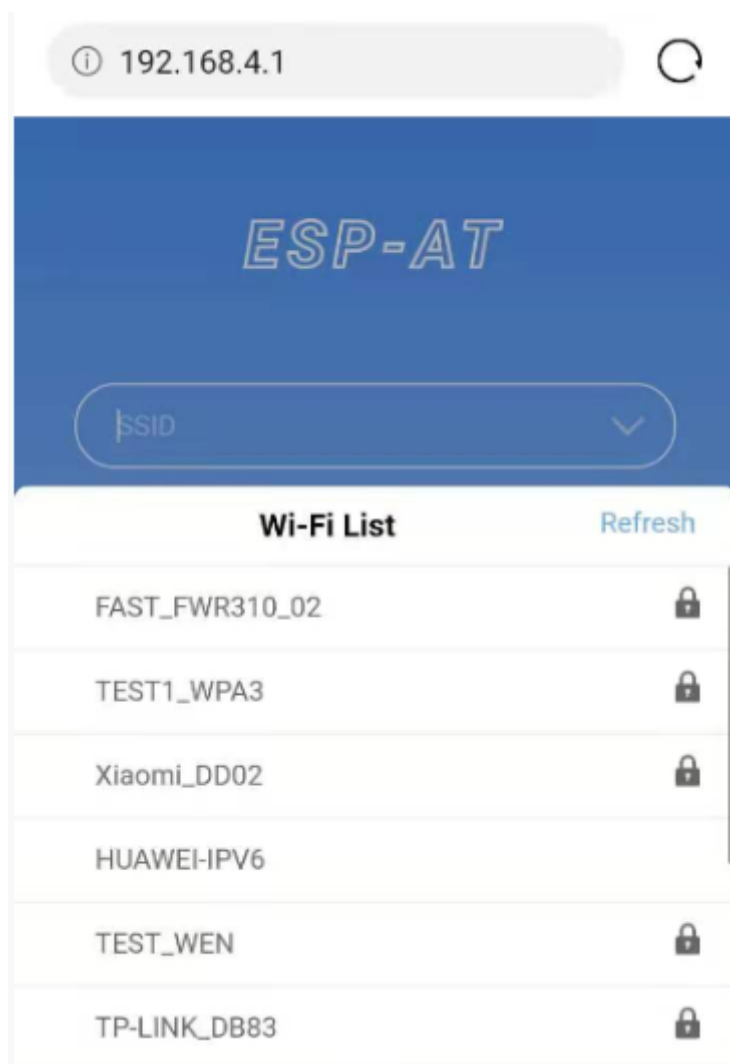 192.168.4.1
ESP-AT
SSID
Wi-Fi List
Refresh
FAST_FWR310_02
TEST1_WPA3
Xiaomi_DD02
HUAWEI-IPV6
TEST_WEN
TP-LINK_DB83